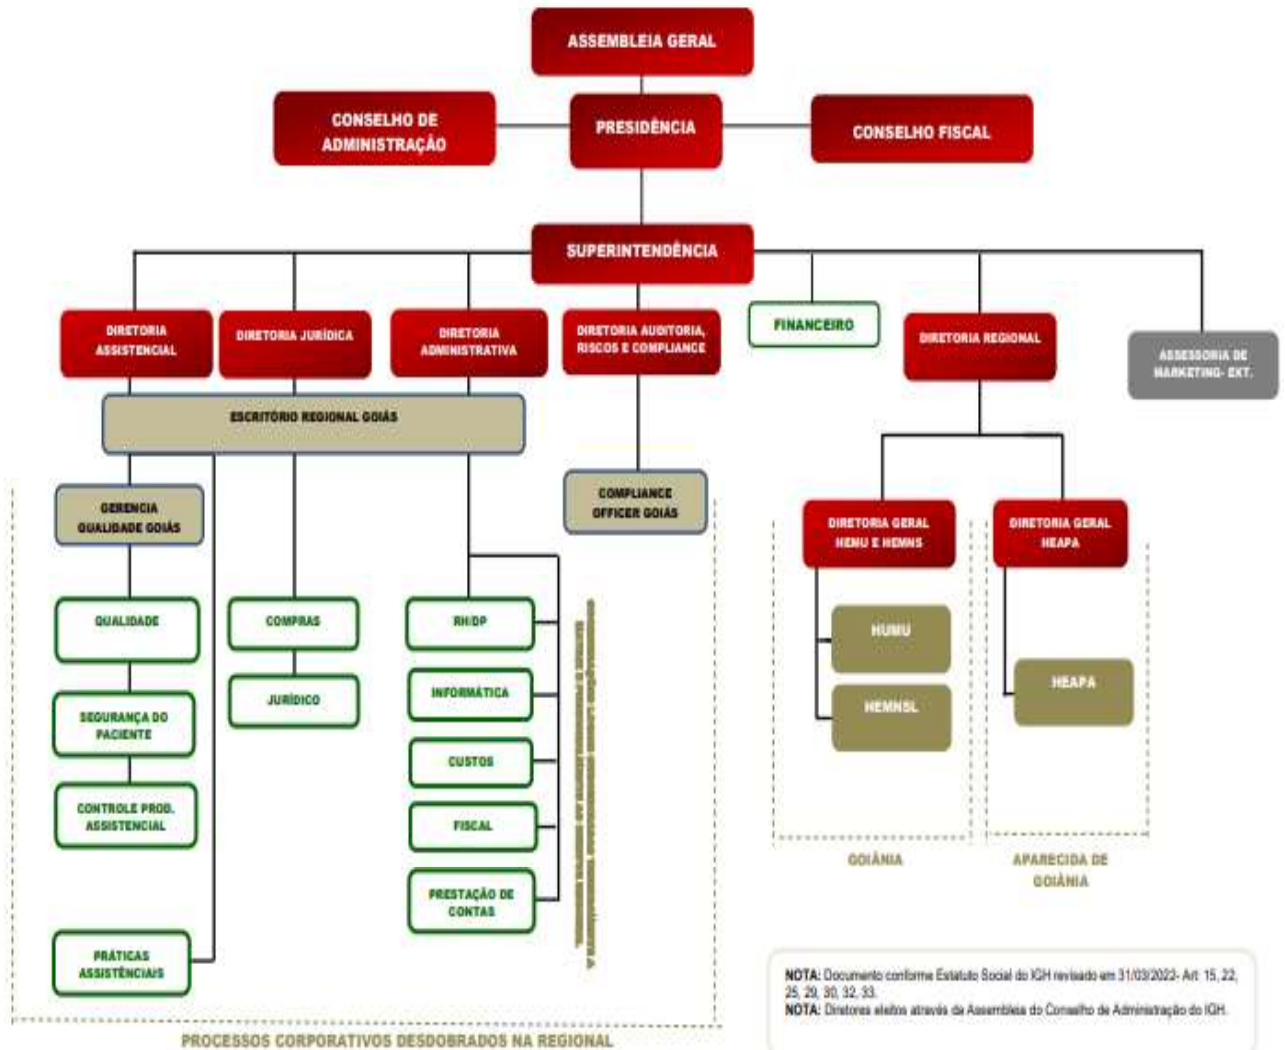 ASSEMBLEIA GERAL
CONSELHO DE
ADMINISTRAÇÃO
PRESIDÊNCIA
CONSELHO FISCAL
SUPERINTENDÊNCIA
DIRETORIA
ASSISTENCIAL
DIRETORIA JURÍDICA
DIRETORIA
ADMINISTRATIVA
DIRETORIA AUDITORIA,
RISCOS E COMPLIANCE
FINANCEIRO
DIRETORIA REGIONAL
ASSESSORIA DE
MARKETING- EXT.
ESCRITÓRIO REGIONAL GOIÁS
GERENCIA
QUALIDADE GOIÁS
COMPLIANCE
OFFICER GOIÁS
DIRETORIA GERAL
HEMU E HEMNS
DIRETORIA GERAL
HEAPA
QUALIDADE
COMPRAS
RH/DP
HUMU
SEGURANÇA DO
PACIENTE
JURÍDICO
INFORMÁTICA
HEMNSL
HEAPA
CONTROLE PROD.
ASSISTENCIAL
CUSTOS
FISCAL
PRESTAÇÃO DE
CONTAS
PRÁTICAS
ASSISTÊNCIAIS
GOIÂNIA
APARECIDA DE
GOIÂNIA
NOTA: Documento conforme Estatuto Social do IGH revisado em 31/03/2022- Art: 15, 22,
25, 29, 30, 32, 33.
NOTA: Diretores eleitos através da Assembleia do Conselho de Administração do IGH.
PROCESSOS CORPORATIVOS DESDOBRADOS NA REGIONAL